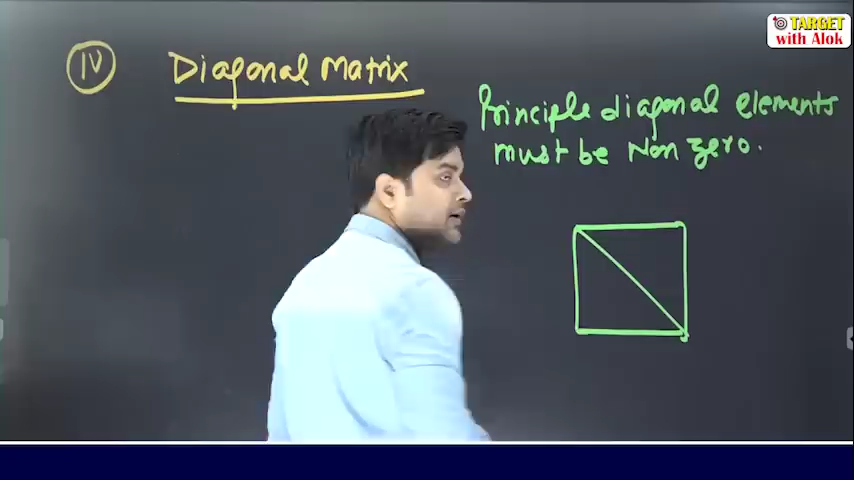 TARGET
with Alok
IV Diagonal Matrix
Principle diagonal elements
must be Non zero.